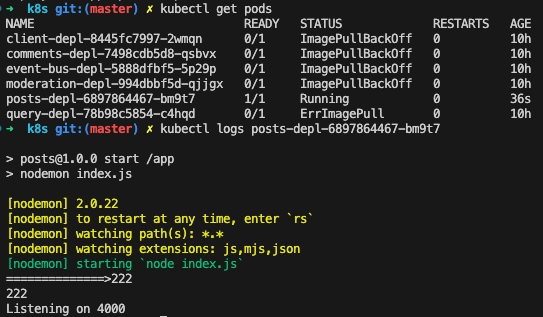 ➜  k8s git:(master) ✗ kubectl get pods
NAME                              READY   STATUS             RESTARTS   AGE
client-depl-8445fc7997-2wmqn      0/1     ImagePullBackOff   0          10h
comments-depl-7498cdb5d8-qsbvx    0/1     ImagePullBackOff   0          10h
event-bus-depl-5888dfbf5-5p29p    0/1     ImagePullBackOff   0          10h
moderation-depl-994dbbf5d-qjjgx   0/1     ImagePullBackOff   0          10h
posts-depl-6897864467-bm9t7       1/1     Running            0          36s
query-depl-78b98c5854-c4hqd       0/1     ErrImagePull       0          10h
➜  k8s git:(master) ✗ kubectl logs posts-depl-6897864467-bm9t7
> posts@1.0.0 start /app
> nodemon index.js
[nodemon] 2.0.22
[nodemon] to restart at any time, enter `rs`
[nodemon] watching path(s): *.*
[nodemon] watching extensions: js,mjs,json
[nodemon] starting `node index.js`
==============>222
222
Listening on 4000